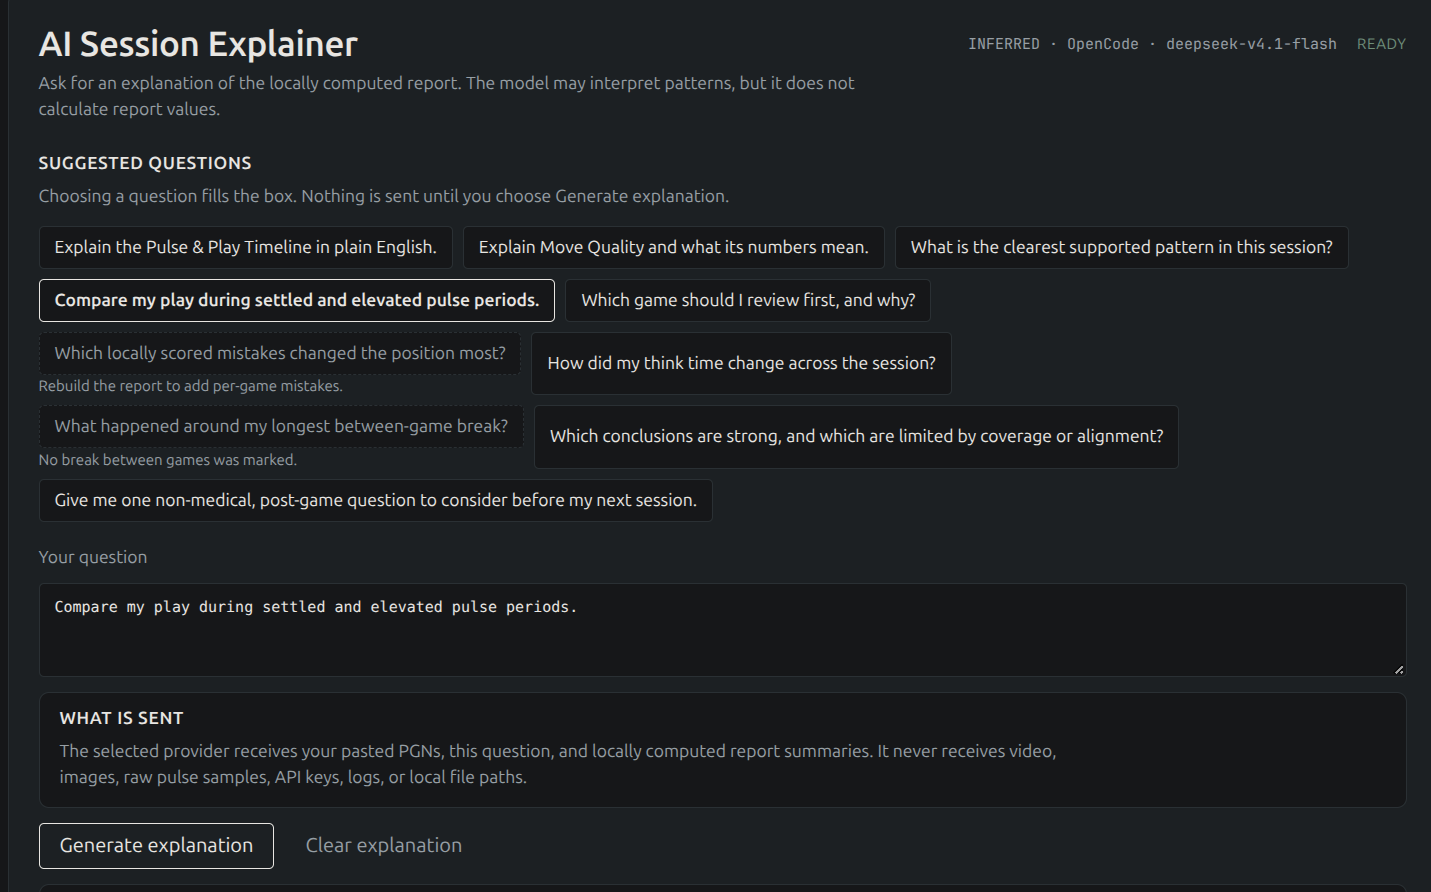 AI Session Explainer
INFERRED · OpenCode · deepseek-v4.1-flash READY
Ask for an explanation of the locally computed report. The model may interpret patterns, but it does not
calculate report values.
SUGGESTED QUESTIONS
Choosing a question fills the box. Nothing is sent until you choose Generate explanation.
Explain the Pulse & Play Timeline in plain English.
Explain Move Quality and what its numbers mean.
What is the clearest supported pattern in this session?
Compare my play during settled and elevated pulse periods.
Which game should I review first, and why?
Which locally scored mistakes changed the position most?
Rebuild the report to add per-game mistakes.
How did my think time change across the session?
What happened around my longest between-game break?
No break between games was marked.
Which conclusions are strong, and which are limited by coverage or alignment?
Give me one non-medical, post-game question to consider before my next session.
Your question
Compare my play during settled and elevated pulse periods.
WHAT IS SENT
The selected provider receives your pasted PGNs, this question, and locally computed report summaries. It never receives video,
images, raw pulse samples, API keys, logs, or local file paths.
Generate explanation
Clear explanation